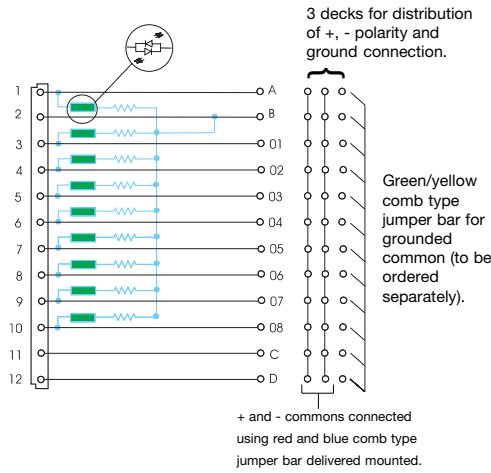 3 decks for distribution
of +, - polarity and
ground connection.
1 A
2 B
3 01
4 02
5 03
6 04
7 05
8 06
9 07
10 08
11 C
12 D
Green/yellow
comb type
jumper bar for
grounded
common (to be
ordered
separately).
+ and - commons connected
using red and blue comb type
jumper bar delivered mounted.